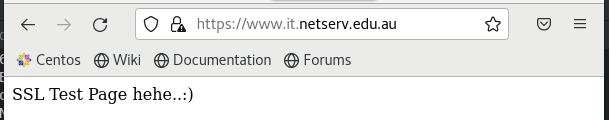 https://www.it.netserv.edu.au
Centos Wiki Documentation Forums
SSL Test Page hehe..:)